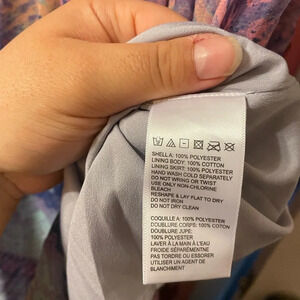 SHELL A: 100% POLYESTER
LINING BODY: 100% COTTON
LINING SKIRT: 100% POLYESTER
HAND WASH COLD SEPARATELY
DO NOT WRING OR TWIST
USE ONLY NON-CHLORINE
BLEACH
RESHAPE & LAY FLAT TO DRY
DO NOT IRON
DO NOT DRY CLEAN
COQUILLE A: 100% POLYESTER
DOUBLURE CORPS: 100% COTON
DOUBLURE JUPE:
100% POLYESTER
LAVER À LA MAIN À L'EAU
FROIDE SÉPARÉMENTNE
PAS TORDRE OU ESSORER
UTILISER UN AGENT DE
BLANCHIMENT